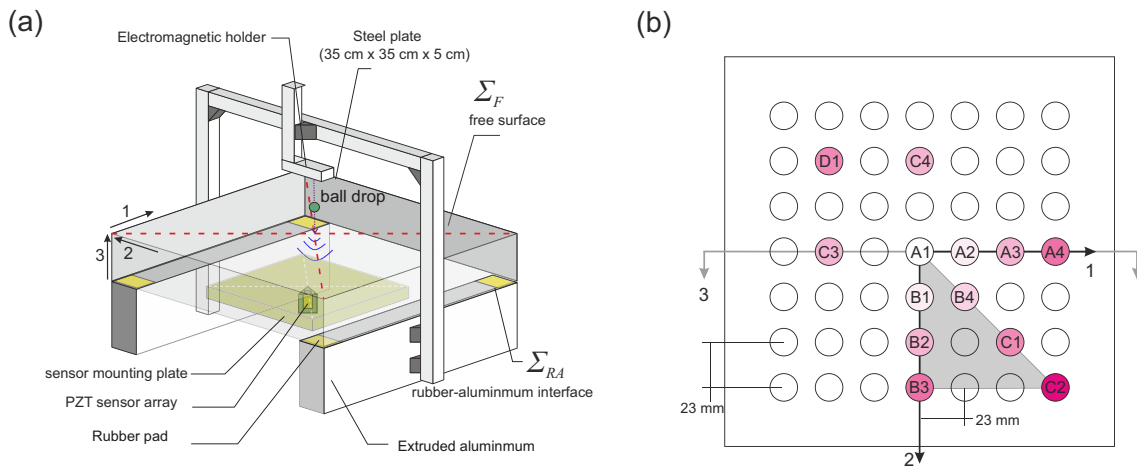 (a)
Electromagnetic holder
Steel plate
(35 cm x 35 cm x 5 cm)
Σ_F
free surface
ball drop
1
2
3
sensor mounting plate
PZT sensor array
Rubber pad
Σ_RA
rubber-aluminmum interface
Extruded aluminmum
(b)
D1
C4
C3
A1
A2
A3
A4
1
3
B1
B4
B2
C1
B3
C2
23 mm
23 mm
2